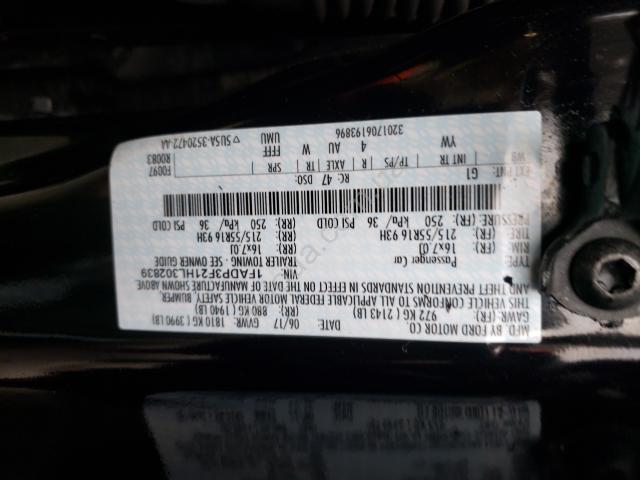 MFD. BY FORD MOTOR CO.
DATE: 06/17 GVWR: 1810 KG ( 3990 LB)
GAWR: (FR): 972 KG ( 2143 LB) (RR): 880 KG ( 1940 LB)
THIS VEHICLE CONFORMS TO ALL APPLICABLE FEDERAL MOTOR VEHICLE SAFETY, BUMPER,
AND THEFT PREVENTION STANDARDS IN EFFECT ON THE DATE OF MANUFACTURE SHOWN ABOVE
VIN: 1FADP3F21HL302839
TYPE: Passenger Car TRAILER TOWING - SEE OWNER GUIDE
RIM: (FR): 16x7.0J (RR): 16x7.0J
TIRE: (FR): 215/55R16 93H (RR): 215/55R16 93H
PRESSURE: (FR): 250 kPa/ 36 PSI COLD (RR): 250 kPa/ 36 PSI COLD
EXT PNT: G1 RC: 47 DSO: F0097
WB INT TR TP/PS R AXLE TR SPR R0083
YW 4 AU W FFFF UMU
3201706193896 ▽ SU5A-3520472-AA